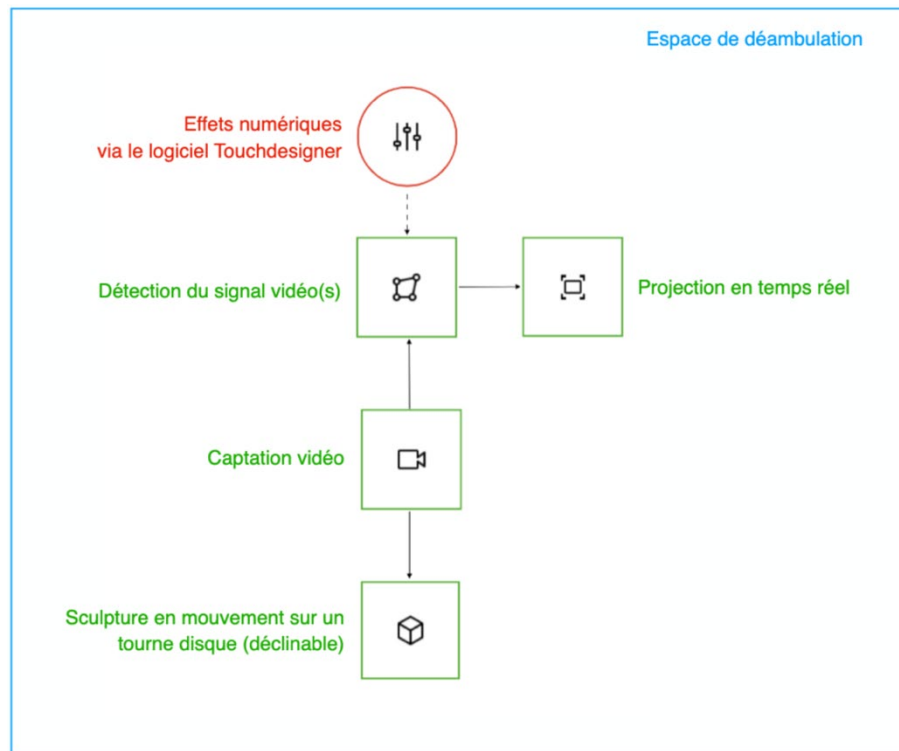 Espace de déambulation
Effets numériques
via le logiciel Touchdesigner
Détection du signal vidéo(s)
Projection en temps réel
Captation vidéo
Sculpture en mouvement sur un
tourne disque (déclinable)